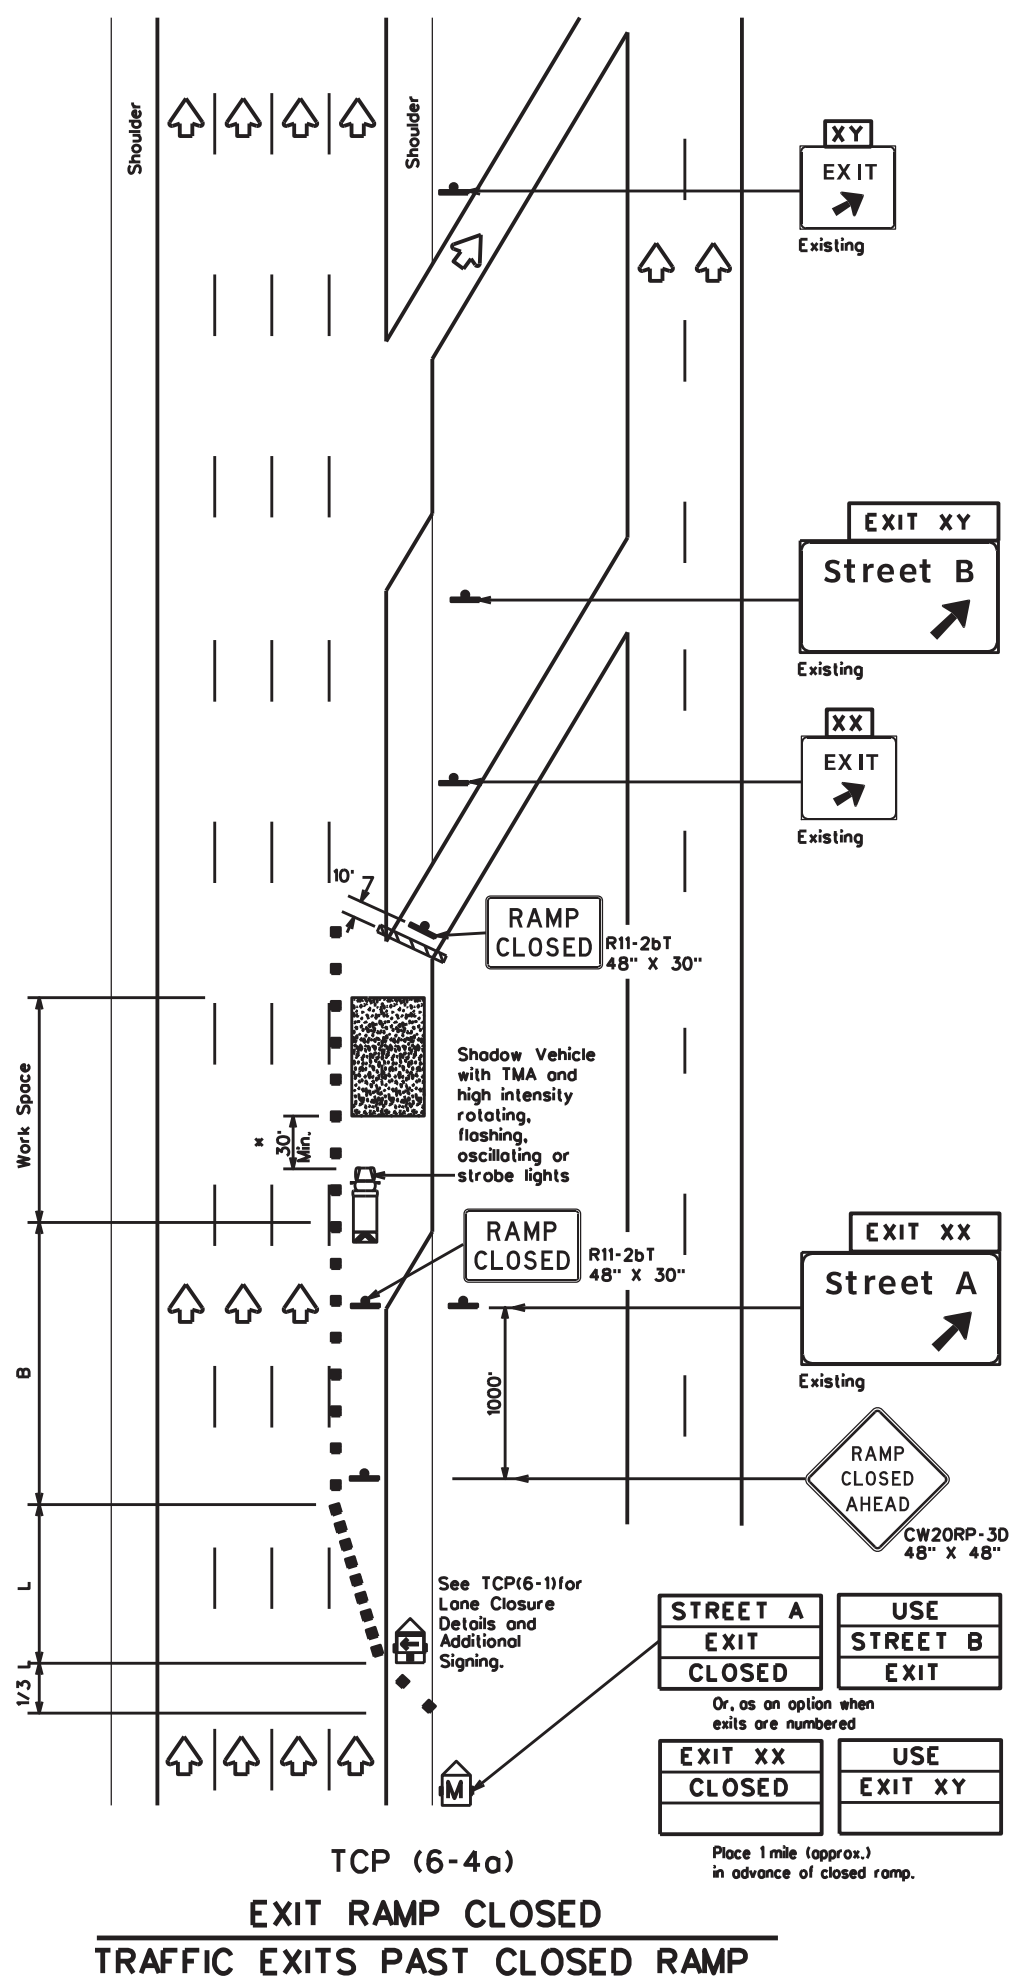 Shoulder
Shoulder
XY
EXIT
Existing
EXIT XY
Street B
Existing
XX
EXIT
Existing
10'
RAMP
CLOSED
R11-2bT
48" X 30"
Work Space
Shadow Vehicle
with TMA and
high intensity
rotating,
flashing,
oscillating or
strobe lights
x
30'
Min.
RAMP
CLOSED
R11-2bT
48" X 30"
EXIT XX
Street A
Existing
B
1000'
RAMP
CLOSED
AHEAD
CW20RP-3D
48" X 48"
L
See TCP(6-1)for
Lane Closure
Details and
Additional
Signing.
1/3 L
STREET A
EXIT
CLOSED
USE
STREET B
EXIT
Or, as an option when
exits are numbered
EXIT XX
CLOSED
USE
EXIT XY
M
Place 1 mile (approx.)
in advance of closed ramp.
TCP (6-4a)
EXIT RAMP CLOSED
TRAFFIC EXITS PAST CLOSED RAMP